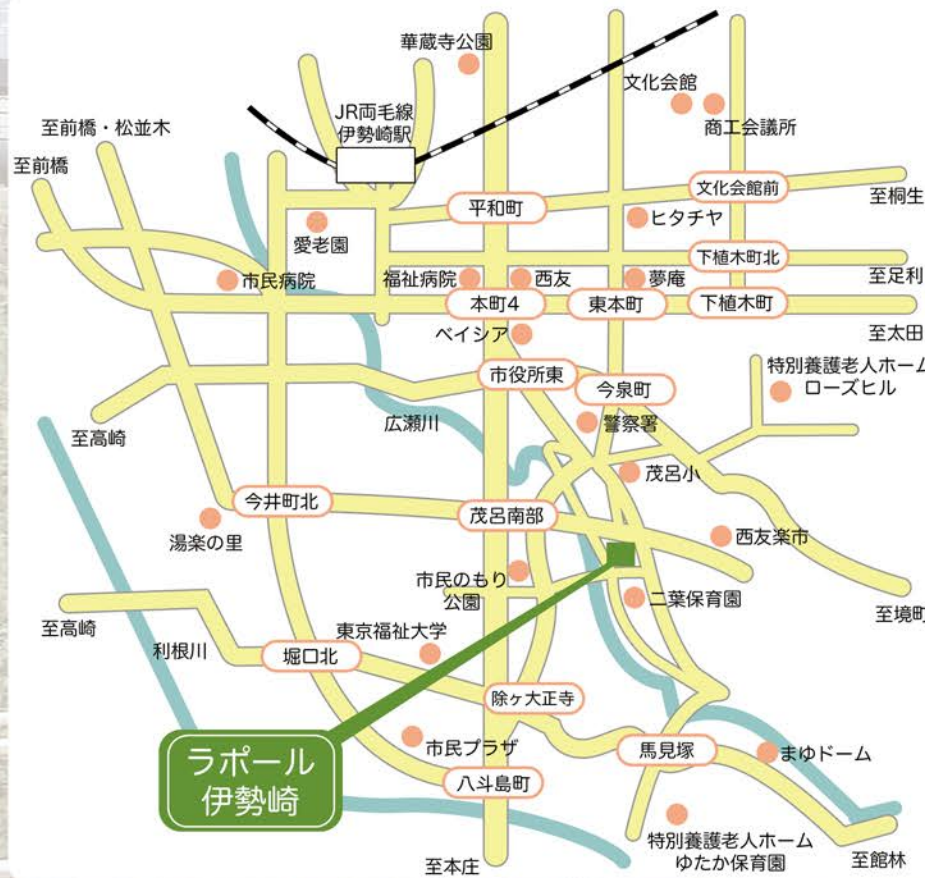 華蔵寺公園
文化会館
JR両毛線
伊勢崎駅
商工会議所
至前橋・松並木
至前橋
文化会館前
至桐生
平和町
ヒタチヤ
愛老園
下植木町北
至足利
市民病院
福祉病院
西友
夢庵
本町4
東本町
下植木町
至太田
ベイシア
特別養護老人ホーム
ローズヒル
市役所東
今泉町
広瀬川
警察署
至高崎
茂呂小
今井町北
茂呂南部
湯楽の里
西友楽市
市民のもり
公園
二葉保育園
至境町
至高崎
東京福祉大学
利根川
堀口北
除ヶ大正寺
市民プラザ
馬見塚
まゆドーム
ラポール
伊勢崎
八斗島町
特別養護老人ホーム
ゆたか保育園
至本庄
至館林